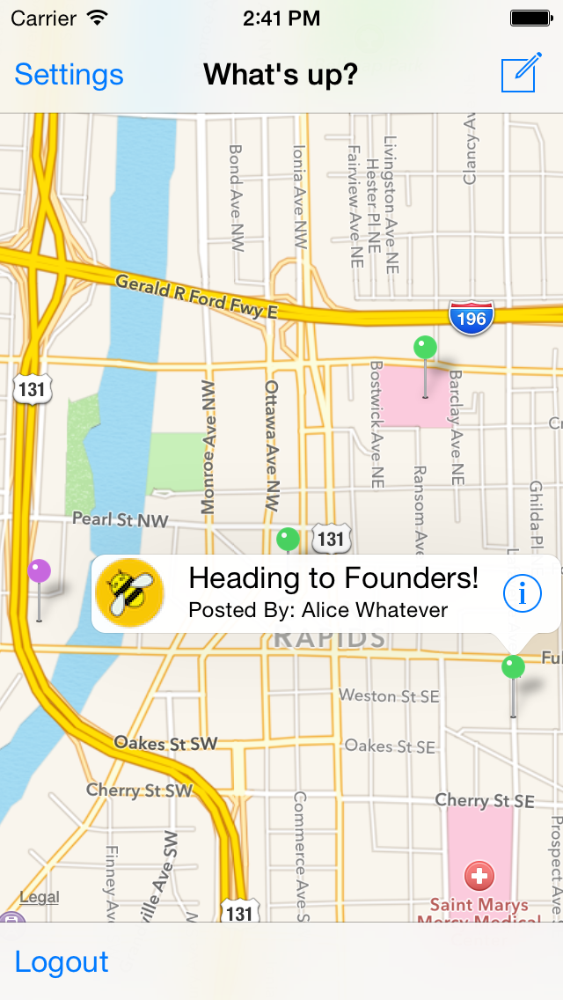 Carrier 2:41 PM
Settings What's up?
Bond Ave NW
Ionia Ave NW
Fairview Ave NE
Hester Pl NE
Livingston Ave NE
Clancy Av
Gerald R Ford Fwy E
196
131
Monroe Ave NW
Ottawa Ave NW
Bostwick Ave NE
Barclay Ave NE
Ransom Ave
Ghilda Pl
Pearl St NW
131
Heading to Founders!
Posted By: Alice Whatever
i
RAPIDS
Ful
Weston St SE
Oakes St SW
Oakes St SE
Cherry St SW
Cherry St SE
Commerce Ave S
Prospect Ave
Finney Av
ville Ave SW
Legal
131
Saint Marys
Mercy Medical
Logout